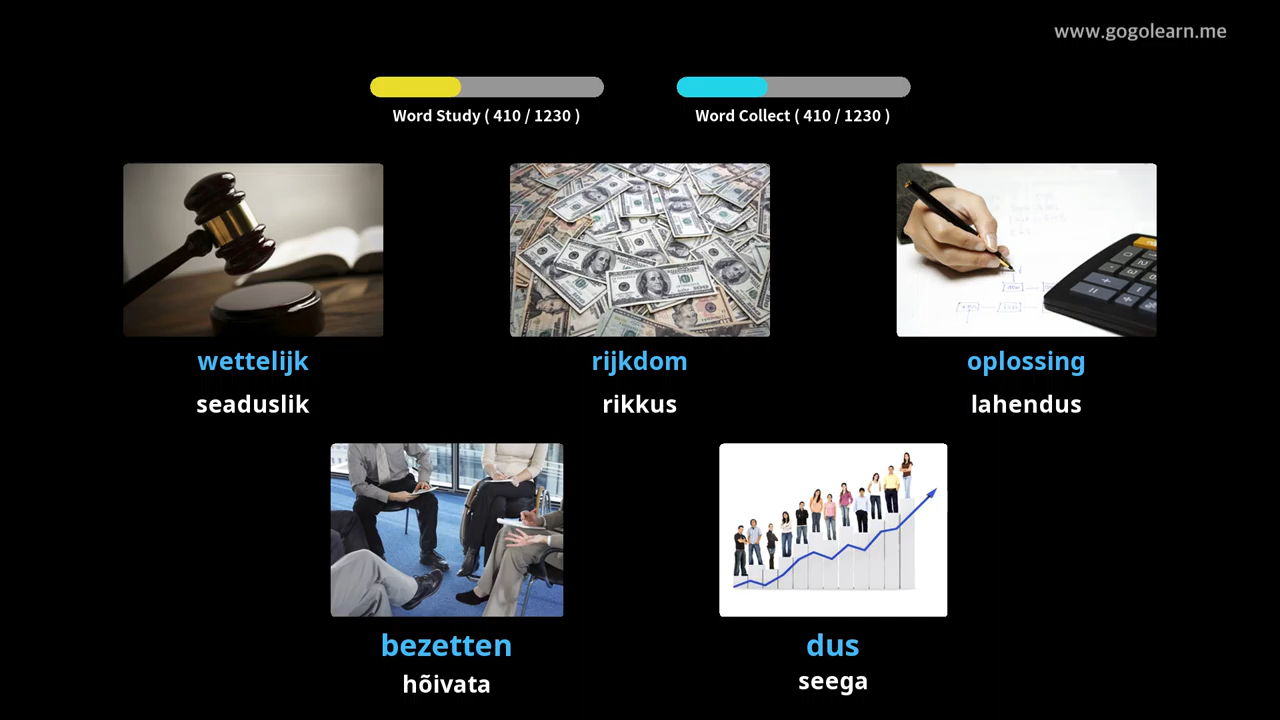 www.gogolearn.me
Word Study ( 410 / 1230 )
Word Collect ( 410 / 1230 )
wettelijk
seaduslik
rijkdom
rikkus
oplossing
lahendus
bezetten
hõivata
dus
seega